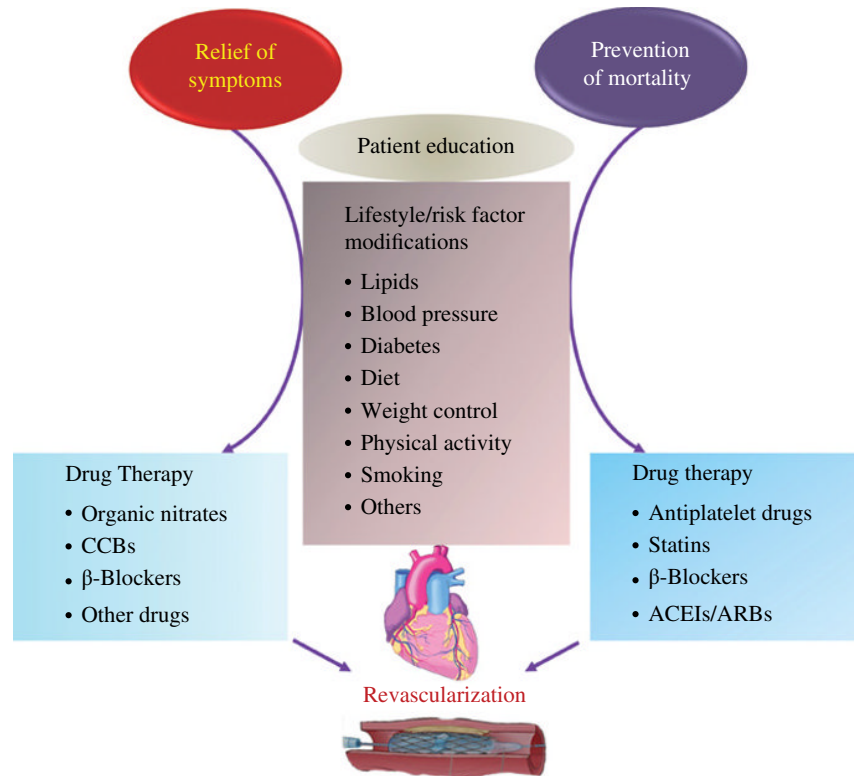 Relief of
symptoms
Prevention
of mortality
Patient education
Lifestyle/risk factor
modifications
• Lipids
• Blood pressure
• Diabetes
• Diet
• Weight control
• Physical activity
• Smoking
• Others
Drug Therapy
• Organic nitrates
• CCBs
• β-Blockers
• Other drugs
Drug therapy
• Antiplatelet drugs
• Statins
• β-Blockers
• ACEIs/ARBs
Revascularization